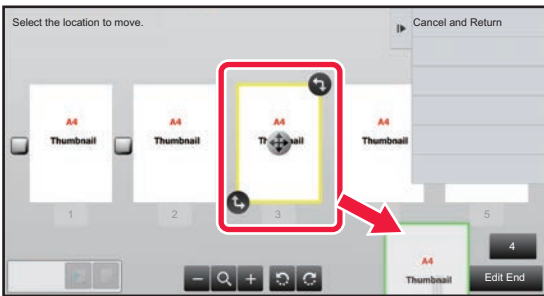 Select the location to move.
Cancel and Return
A4
Thumbnail
A4
Thumbnail
A4
A4
Thumbnail
1
2
3
5
4
A4
Thumbnail
Edit End